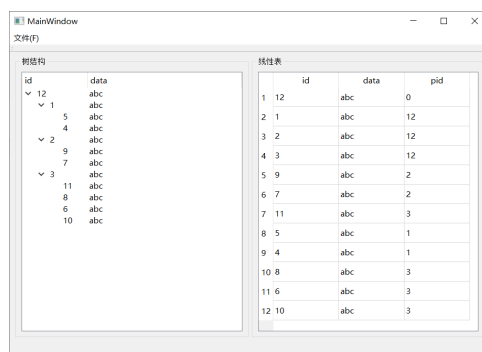 MainWindow
文件(F)
树结构
id data
12 abc
1 abc
5 abc
4 abc
2 abc
9 abc
7 abc
3 abc
11 abc
8 abc
6 abc
10 abc
线性表
id data pid
1 12 abc 0
2 1 abc 12
3 2 abc 12
4 3 abc 12
5 9 abc 2
6 7 abc 2
7 11 abc 3
8 5 abc 1
9 4 abc 1
10 8 abc 3
11 6 abc 3
12 10 abc 3